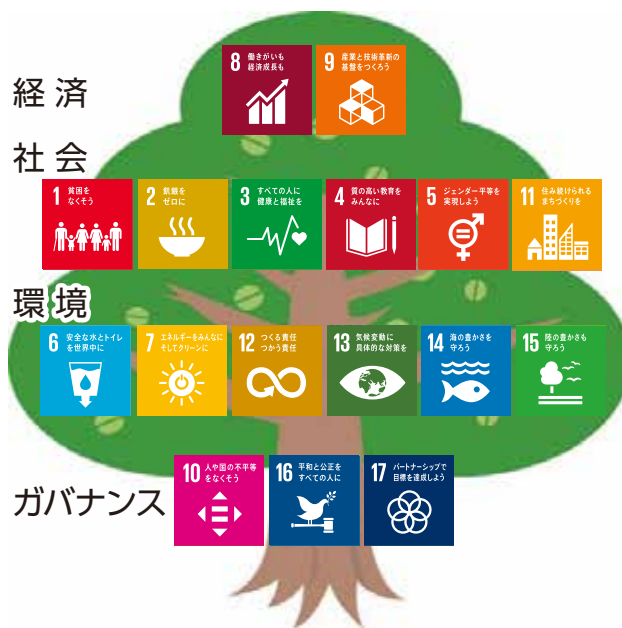 経済
8 働きがいも
経済成長も
9 産業と技術革新の
基盤をつくろう
社会
1 貧困を
なくそう
2 飢餓を
ゼロに
3 すべての人に
健康と福祉を
4 質の高い教育を
みんなに
5 ジェンダー平等を
実現しよう
11 住み続けられる
まちづくりを
環境
6 安全な水とトイレ
を世界中に
7 エネルギーをみんなに
そしてクリーンに
12 つくる責任
つかう責任
13 気候変動に
具体的な対策を
14 海の豊かさを
守ろう
15 陸の豊かさも
守ろう
ガバナンス
10 人や国の不平等
をなくそう
16 平和と公正を
すべての人に
17 パートナーシップで
目標を達成しよう